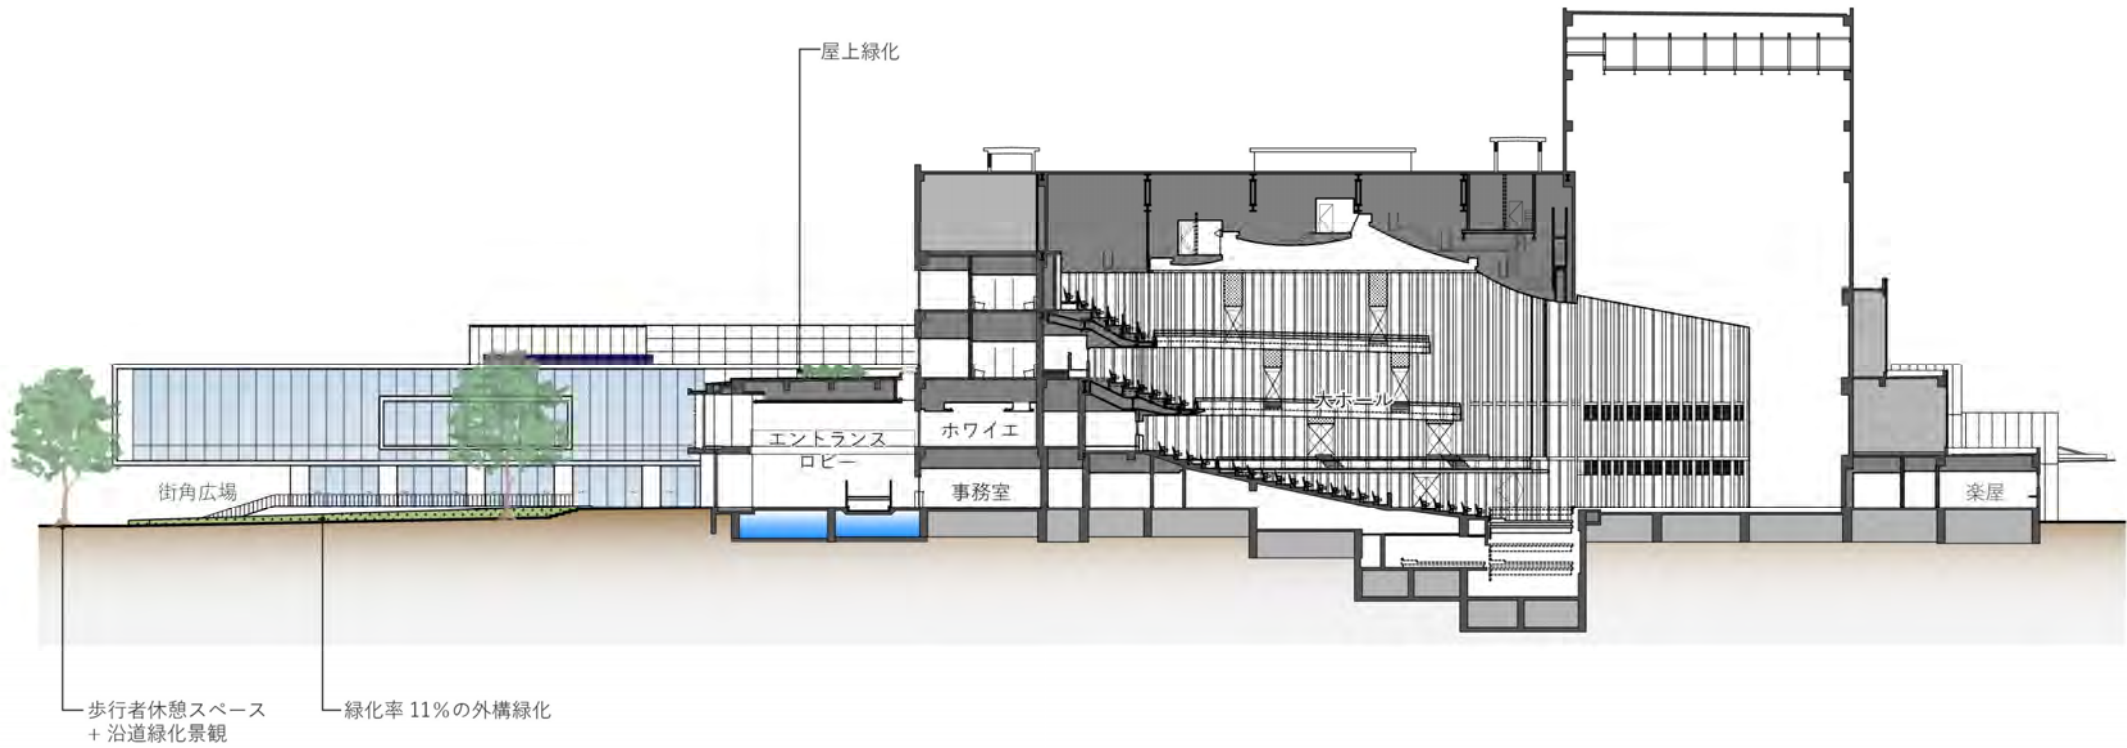 屋上緑化
大ホール
エントランス
ロビー
ホワイエ
街角広場
事務室
楽屋
歩行者休憩スペース
+ 沿道緑化景観
緑化率 11%の外構緑化